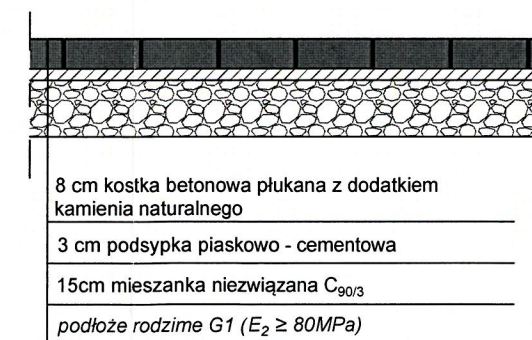 8 cm kostka betonowa płukana z dodatkiem
kamienia naturalnego
3 cm podsypka piaskowo - cementowa
15cm mieszanka niezwiązana C90/3
podłoże rodzime G1 (E2 ≥ 80MPa)